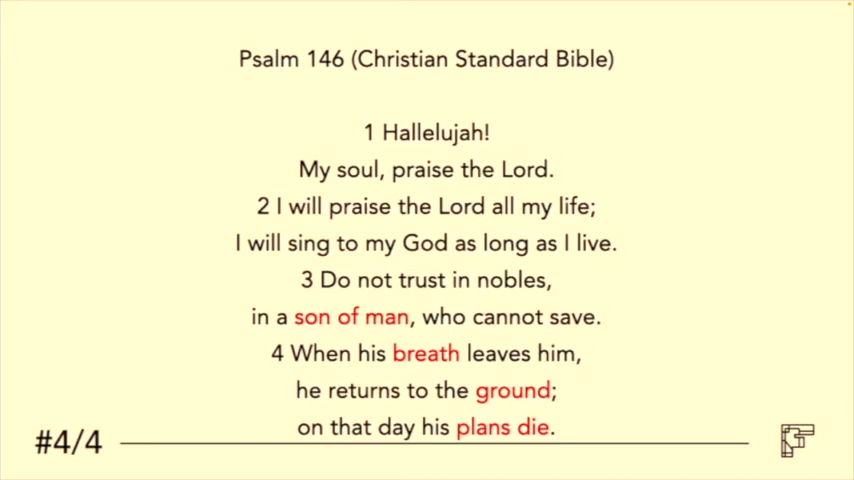 Psalm 146 (Christian Standard Bible)
1 Hallelujah!
My soul, praise the Lord.
2 I will praise the Lord all my life;
I will sing to my God as long as I live.
3 Do not trust in nobles,
in a son of man, who cannot save.
4 When his breath leaves him,
he returns to the ground;
on that day his plans die.
#4/4